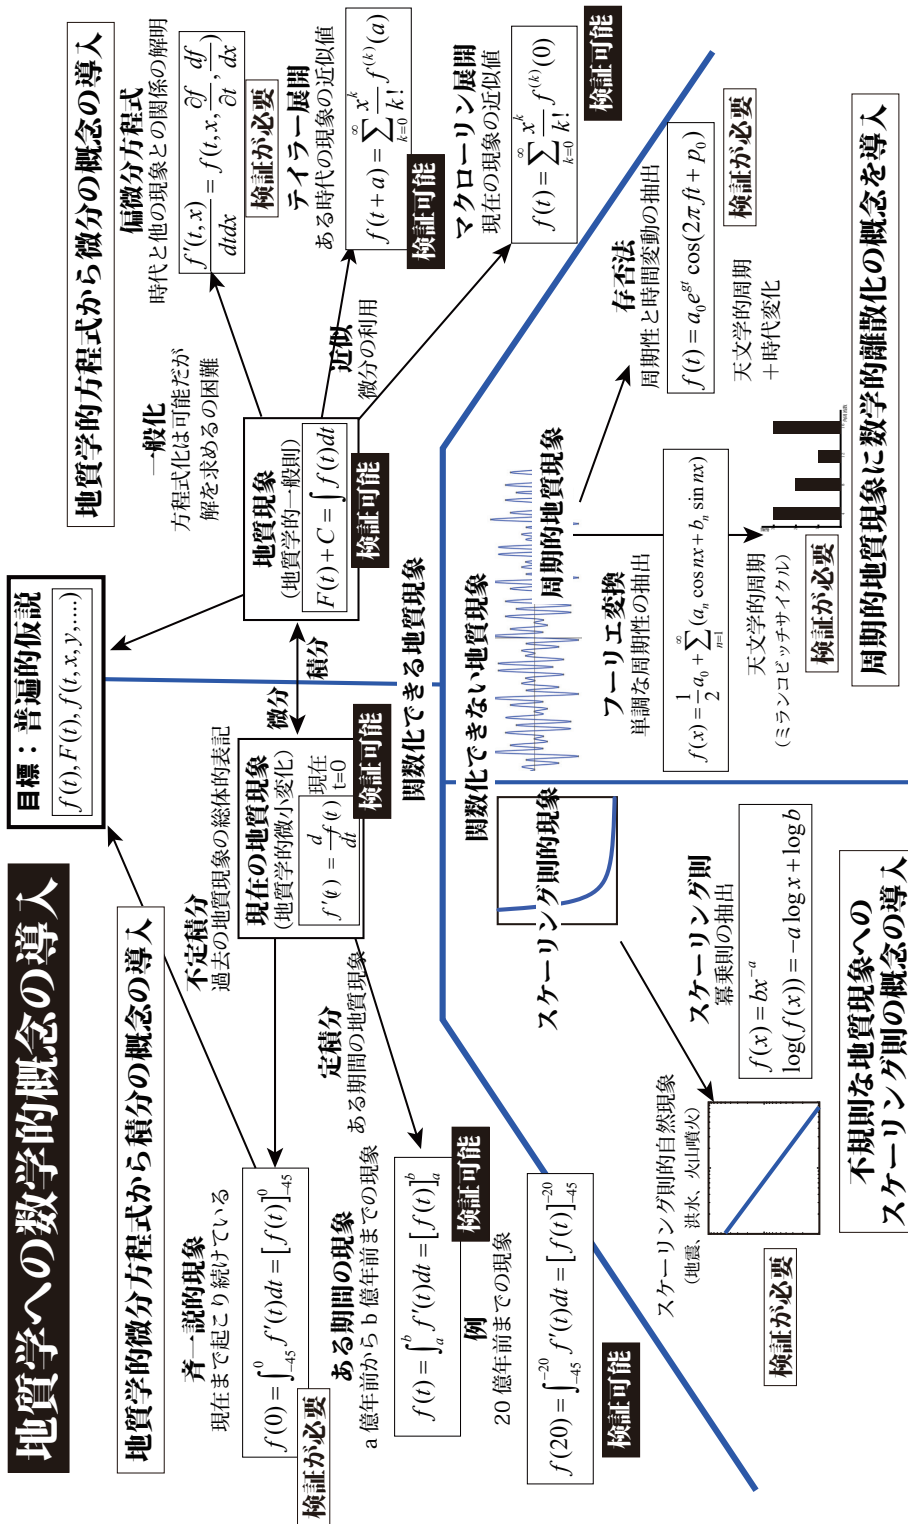 地質学への数学的概念の導入
目標：普遍的仮説
f(t), F(t), f(t, x, y, ....)
地質学的微分方程式から積分の概念の導入
地質学的方程式から微分の概念の導入
斉一説的現象
現在まで起こり続けている
f(0) = ∫_{-45}^{0} f'(t)dt = [f(t)]_{-45}^{0}
検証が必要
ある期間の現象
a 億年前から b 億年前までの現象
f(t) = ∫_{a}^{b} f'(t)dt = [f(t)]_{a}^{b}
検証可能
例
20 億年前までの現象
f(20) = ∫_{-45}^{-20} f'(t)dt = [f(t)]_{-45}^{-20}
検証可能
不定積分
過去の地質現象の総体的表記
定積分
ある期間の地質現象
現在の地質現象
(地質学的微小変化)
f'(t) = d/dt f(t)
現在
t=0
検証可能
微分
積分
地質現象
(地質学的一般則)
F(t) + C = ∫ f(t)dt
検証可能
一般化
方程式化は可能だが
解を求めるの困難
近似
微分の利用
偏微分方程式
時代と他の現象との関係の解明
f'(t,x)/dtdx = f(t, x, ∂f/∂t, df/dx)
検証が必要
テイラー展開
ある時代の現象の近似値
f(t+a) = ∑_{k=0}^{∞} x^k/k! f^{(k)}(a)
検証可能
マクローリン展開
現在の現象の近似値
f(t) = ∑_{k=0}^{∞} x^k/k! f^{(k)}(0)
検証可能
関数化できる地質現象
関数化できない地質現象
スケーリング則的現象
スケーリング則
冪乗則の抽出
f(x) = bx^{-a}
log(f(x)) = -a log x + log b
スケーリング則的自然現象
(地震、洪水、火山噴火)
検証が必要
不規則な地質現象への
スケーリング則の概念の導入
周期的地質現象
フーリエ変換
単調な周期性の抽出
f(x) = 1/2 a_0 + ∑_{n=1}^{∞} (a_n cos nx + b_n sin nx)
天文学的周期
(ミランコビッチサイクル)
検証が必要
存否法
周期性と時間変動の抽出
f(t) = a_0 e^{gt} cos(2π ft + p_0)
天文学的周期
＋時代変化
検証が必要
周期的地質現象に数学的離散化の概念を導入